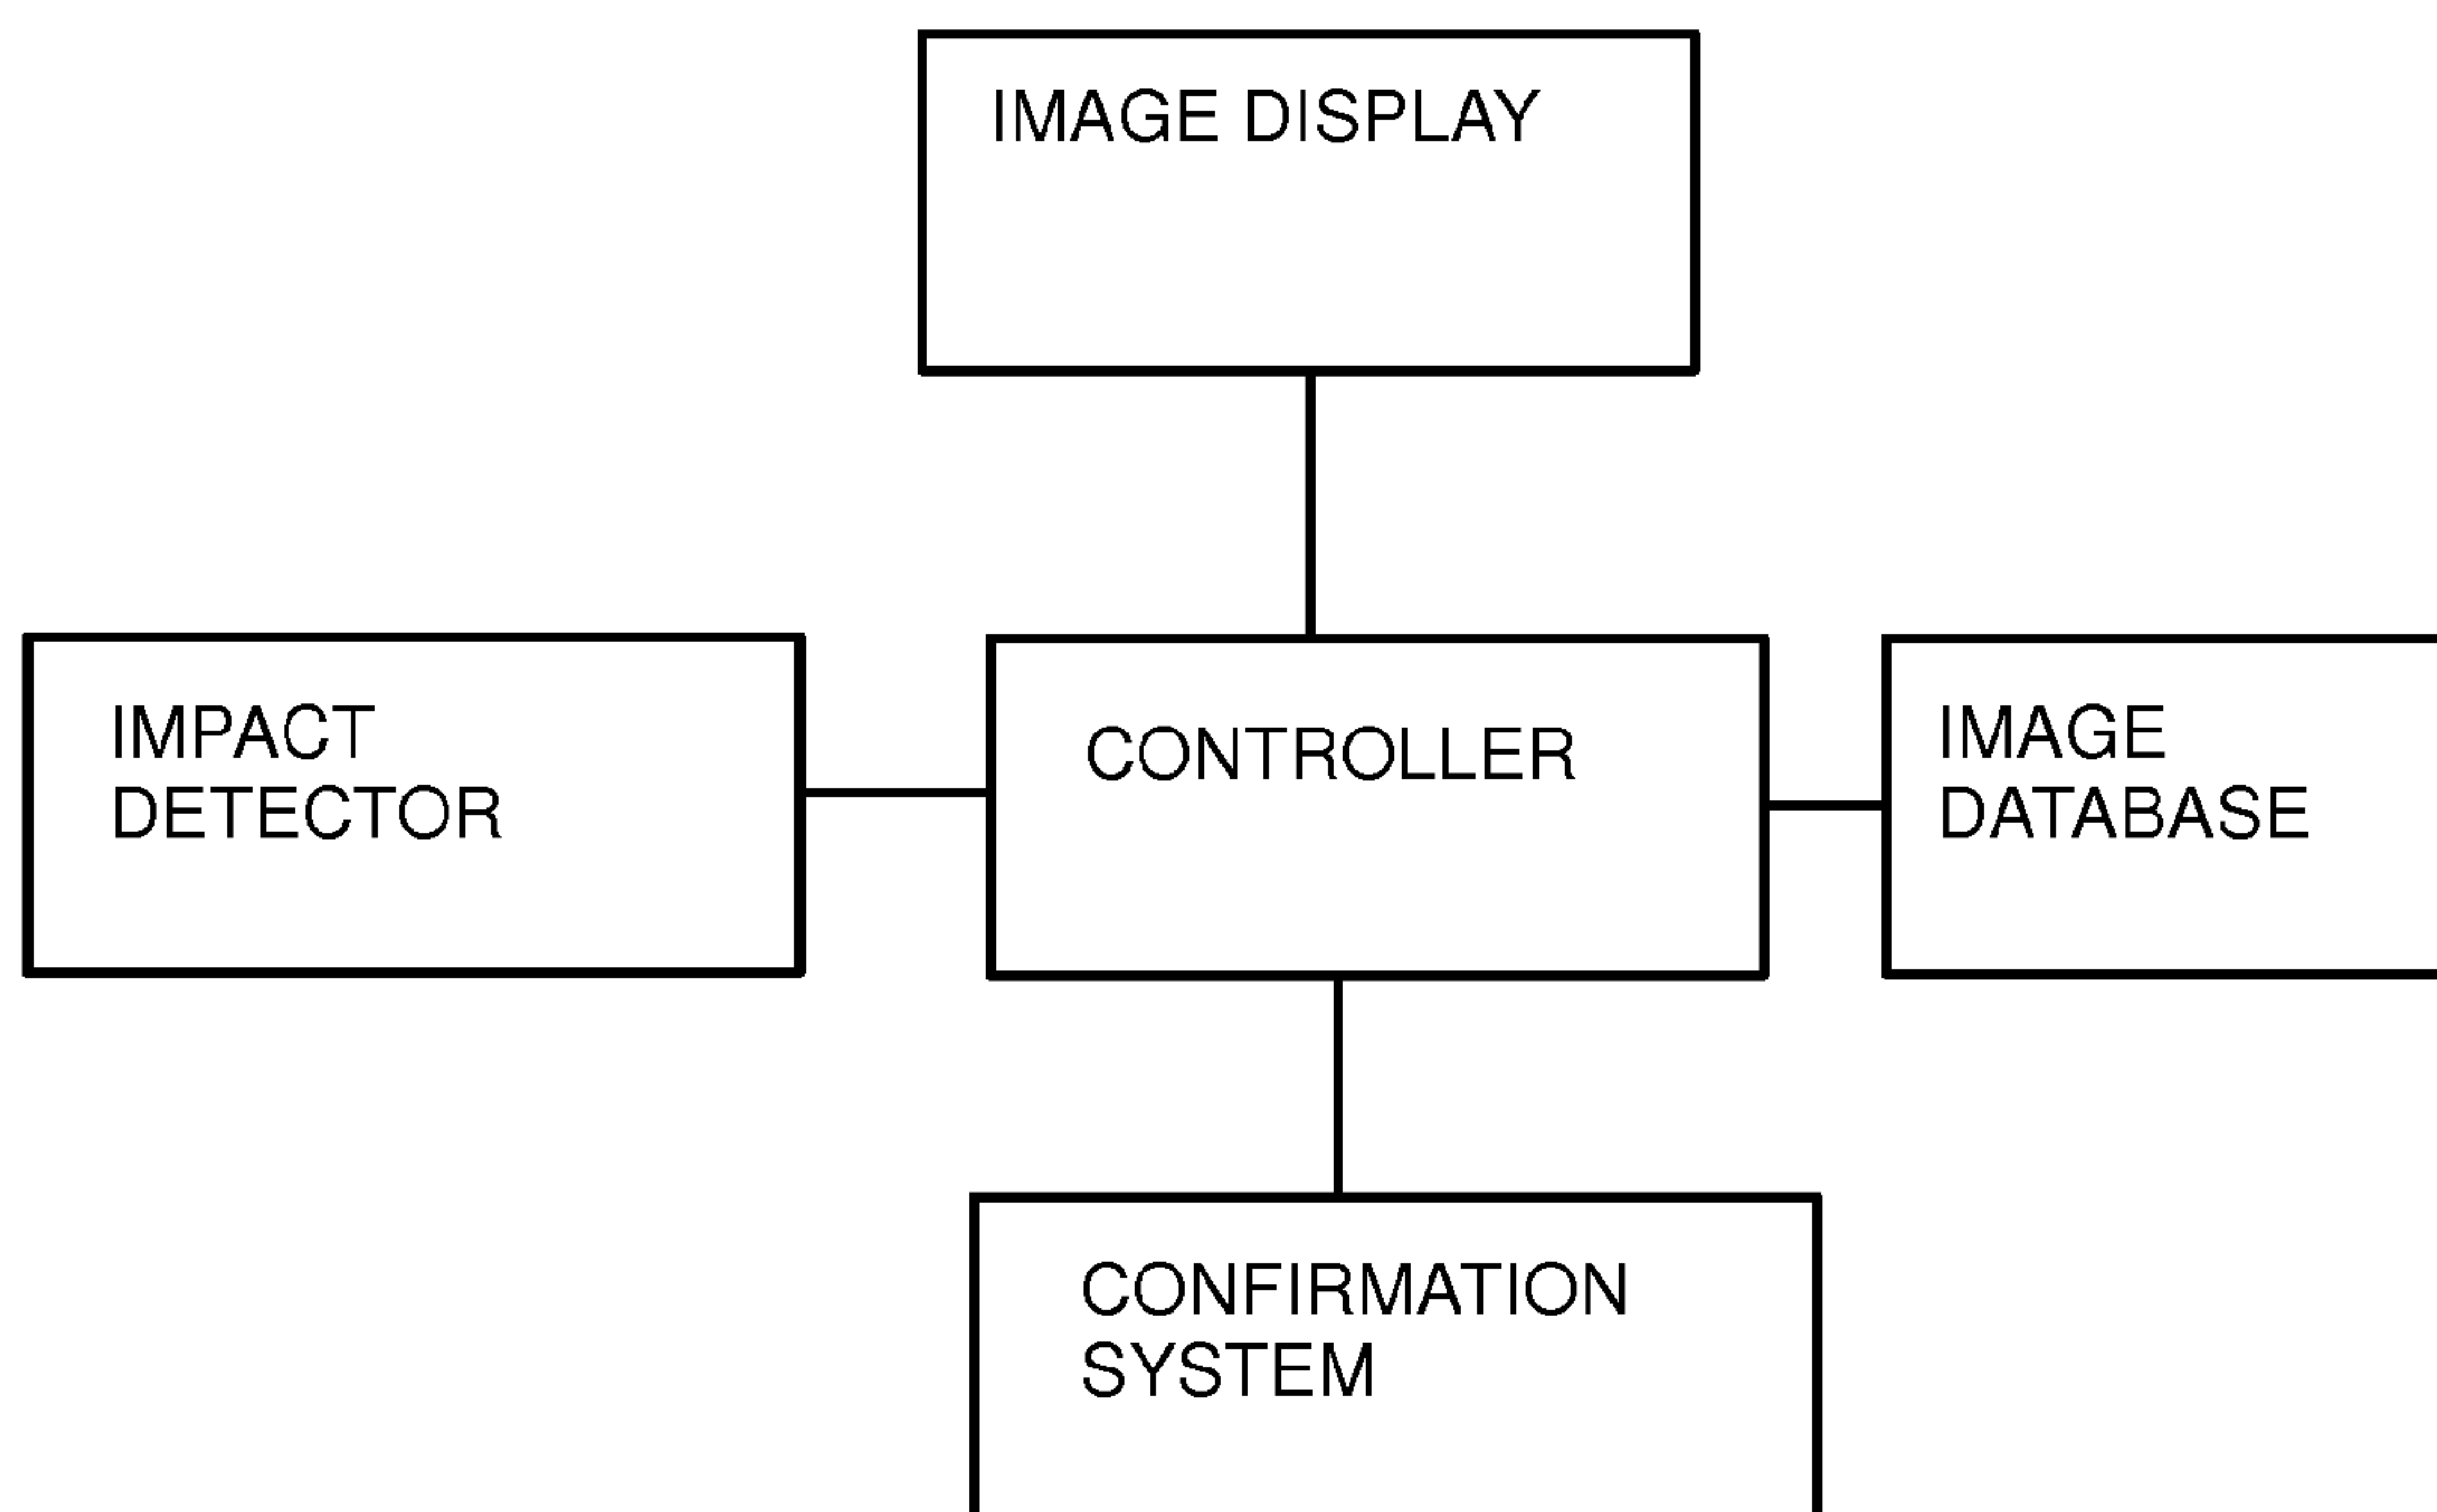 IMAGE DISPLAY
IMPACT
DETECTOR
CONTROLLER
IMAGE
DATABASE
CONFIRMATION
SYSTEM